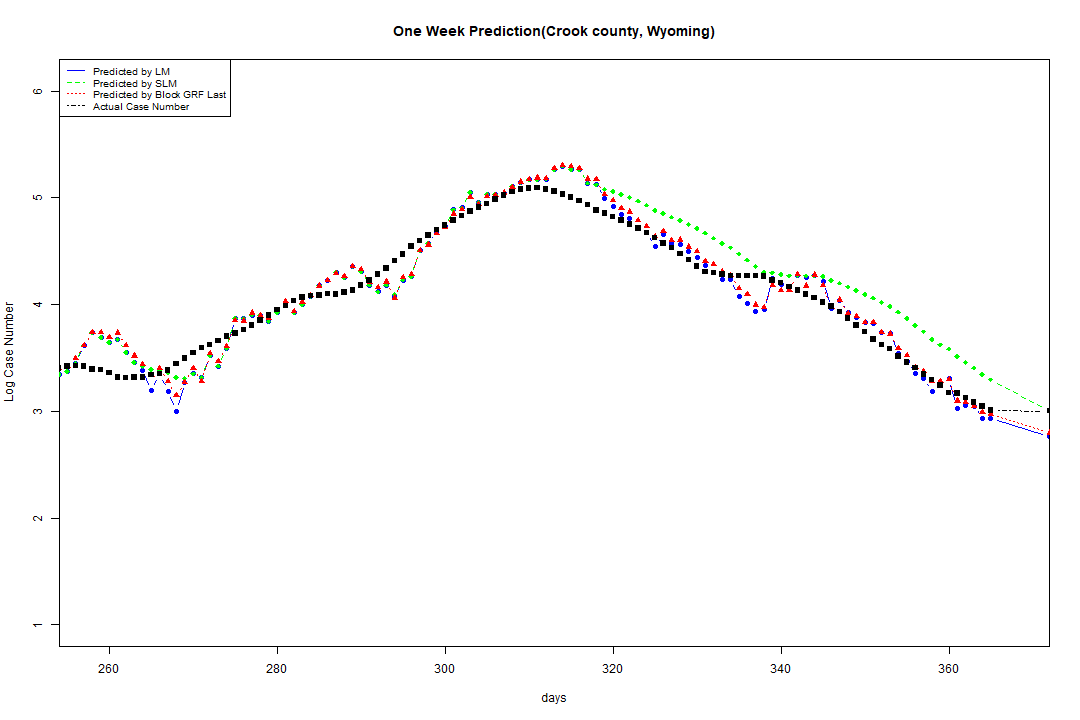 One Week Prediction(Crook county, Wyoming)
Predicted by LM
Predicted by SLM
Predicted by Block GRF Last
Actual Case Number
6
5
4
3
2
1
Log Case Number
260 280 300 320 340 360
days